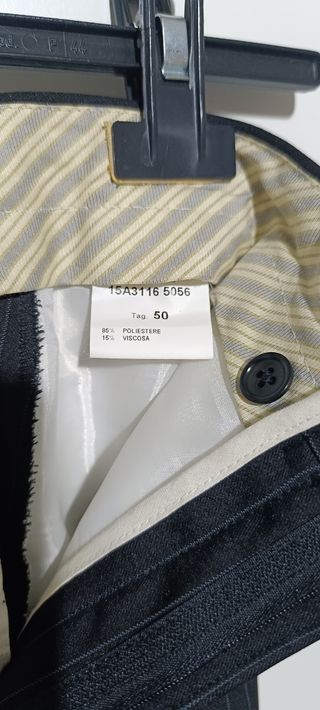 15A3116 5056
Tag. 50
85% POLIESTERE
15% VISCOSA